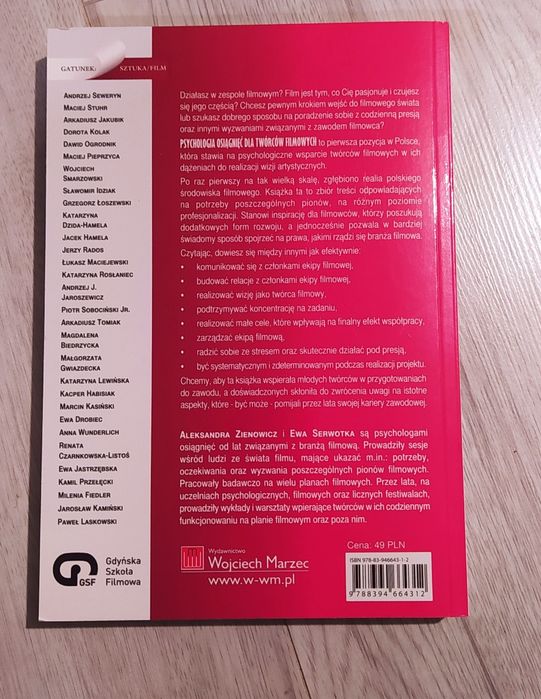 GATUNEK: SZTUKA/FILM
ANDRZEJ SEWERYN
MACIEJ STUHR
ARKADIUSZ JAKUBIK
DOROTA KOLAK
DAWID OGRODNIK
MACIEJ PIEPRZYCA
WOJCIECH
SMARZOWSKI
SŁAWOMIR IDZIAK
GRZEGORZ ŁOSZEWSKI
KATARZYNA
DZIDA-HAMELA
JACEK HAMELA
JERZY RADOS
ŁUKASZ MACIEJEWSKI
KATARZYNA ROSŁANIEC
ANDRZEJ J.
JAROSZEWICZ
PIOTR SOBOCIŃSKI JR.
ARKADIUSZ TOMIAK
MAGDALENA
BIEDRZYCKA
MAŁGORZATA
GWIAZDECKA
KATARZYNA LEWIŃSKA
KACPER HABISIAK
MARCIN KASIŃSKI
EWA DROBIEC
ANNA WUNDERLICH
RENATA
CZARNKOWSKA-LISTOŚ
EWA JASTRZĘBSKA
KAMIL PRZEŁĘCKI
MILENIA FIEDLER
JAROSŁAW KAMIŃSKI
PAWEŁ LASKOWSKI
GSF
Gdyńska
Szkoła
Filmowa
Działasz w zespole filmowym? Film jest tym, co Cię pasjonuje i czujesz
się jego częścią? Chcesz pewnym krokiem wejść do filmowego świata
lub szukasz dobrego sposobu na poradzenie sobie z codzienną presją
oraz innymi wyzwaniami związanymi z zawodem filmowca?
PSYCHOLOGIA OSIĄGNIĘĆ DLA TWÓRCÓW FILMOWYCH to pierwsza pozycja w Polsce,
która stawia na psychologiczne wsparcie twórców filmowych w ich
dążeniach do realizacji wizji artystycznych.
Po raz pierwszy na tak wielką skalę, zgłębiono realia polskiego
środowiska filmowego. Książka ta to zbiór treści odpowiadających
na potrzeby poszczególnych pionów, na różnym poziomie
profesjonalizacji. Stanowi inspirację dla filmowców, którzy poszukują
dodatkowych form rozwoju, a jednocześnie pozwala w bardziej
świadomy sposób spojrzeć na prawa, jakimi rządzi się branża filmowa.
Czytając, dowiesz się między innymi jak efektywnie:
• komunikować się z członkami ekipy filmowej,
• budować relacje z członkami ekipy filmowej,
• realizować wizję jako twórca filmowy,
• podtrzymywać koncentrację na zadaniu,
• realizować małe cele, które wpływają na finalny efekt współpracy,
• zarządzać ekipą filmową,
• radzić sobie ze stresem oraz skutecznie działać pod presją,
• być systematycznym i zdeterminowanym podczas realizacji projektu.
Chcemy, aby ta książka wspierała młodych twórców w przygotowaniach
do zawodu, a doświadczonych skłoniła do zwrócenia uwagi na istotne
aspekty, które - być może - pomijali przez lata swojej kariery zawodowej.
ALEKSANDRA ZIENOWICZ i EWA SERWOTKA są psychologami
osiągnięć od lat związanymi z branżą filmową. Prowadziły sesje
wśród ludzi ze świata filmu, mające ukazać m.in.: potrzeby,
oczekiwania oraz wyzwania poszczególnych pionów filmowych.
Pracowały badawczo na wielu planach filmowych. Przez lata, na
uczelniach psychologicznych, filmowych oraz licznych festiwalach,
prowadziły wykłady i warsztaty wpierające twórców w ich codziennym
funkcjonowaniu na planie filmowym oraz poza nim.
Wydawnictwo
Wojciech Marzec
www.w-wm.pl
Cena: 49 PLN
ISBN 978-83-946643-1-2
9 788394 664312